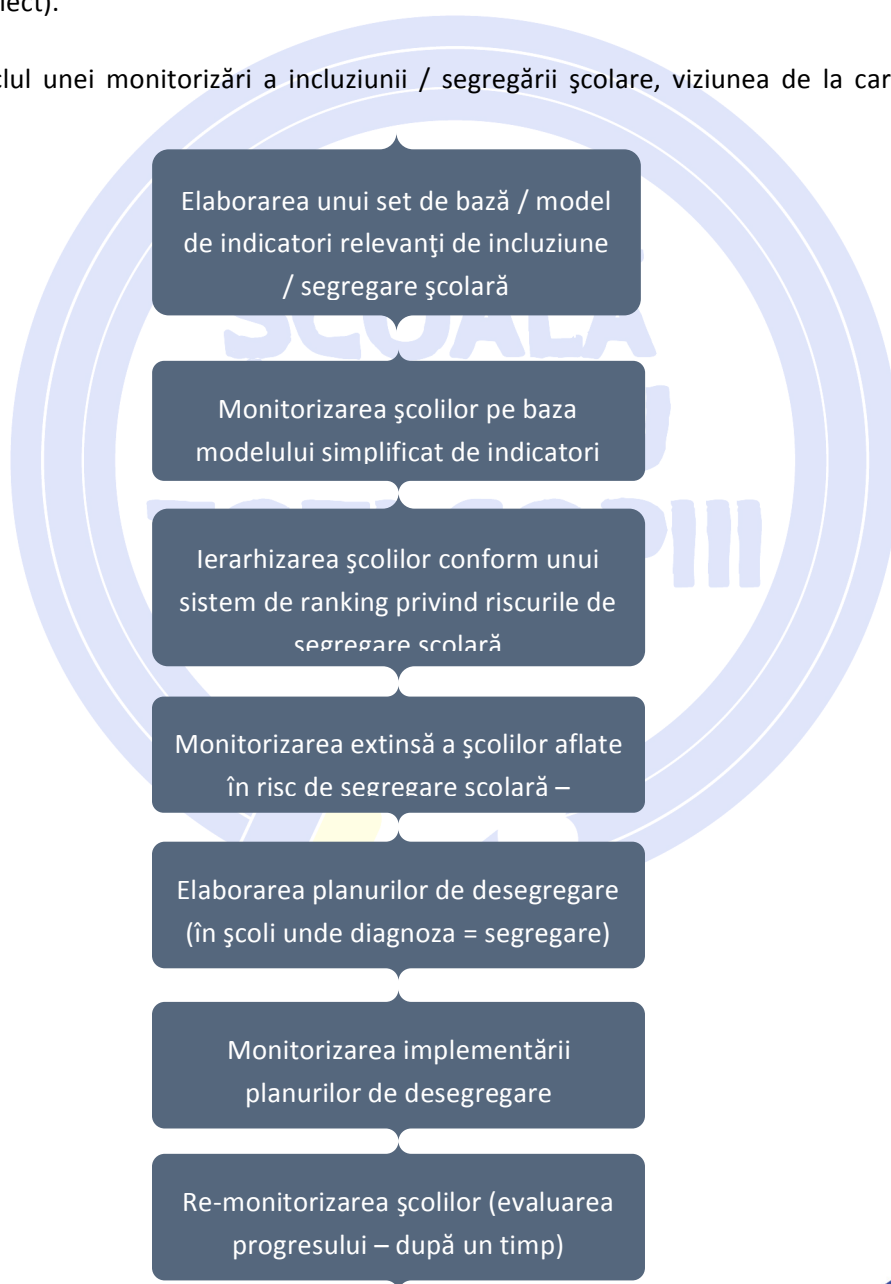 lect).
clul unei monitorizări a incluziunii / segregării şcolare, viziunea de la car
Elaborarea unui set de bază / model
de indicatori relevanţi de incluziune
/ segregare şcolară
Monitorizarea şcolilor pe baza
modelului simplificat de indicatori
Ierarhizarea şcolilor conform unui
sistem de ranking privind riscurile de
segregare şcolară
Monitorizarea extinsă a şcolilor aflate
în risc de segregare şcolară –
Elaborarea planurilor de desegregare
(în şcoli unde diagnoza = segregare)
Monitorizarea implementării
planurilor de desegregare
Re-monitorizarea şcolilor (evaluarea
progresului – după un timp)